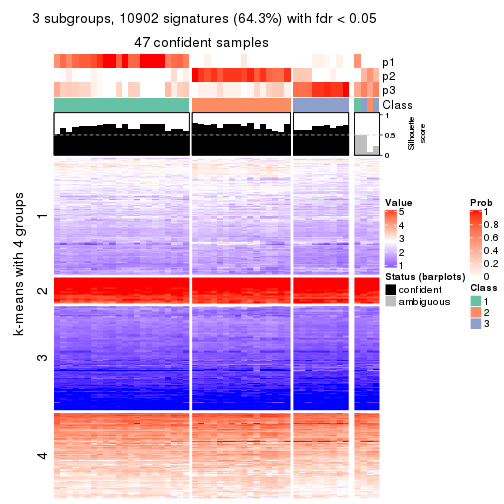 3 subgroups, 10902 signatures (64.3%) with fdr < 0.05
47 confident samples
p1
p2
p3
Class
1
0.5
0
Silhouette
score
k-means with 4 groups
1
2
3
4
Value
5
4
3
2
1
Status (barplots)
confident
ambiguous
Prob
1
0.8
0.6
0.4
0.2
0
Class
1
2
3